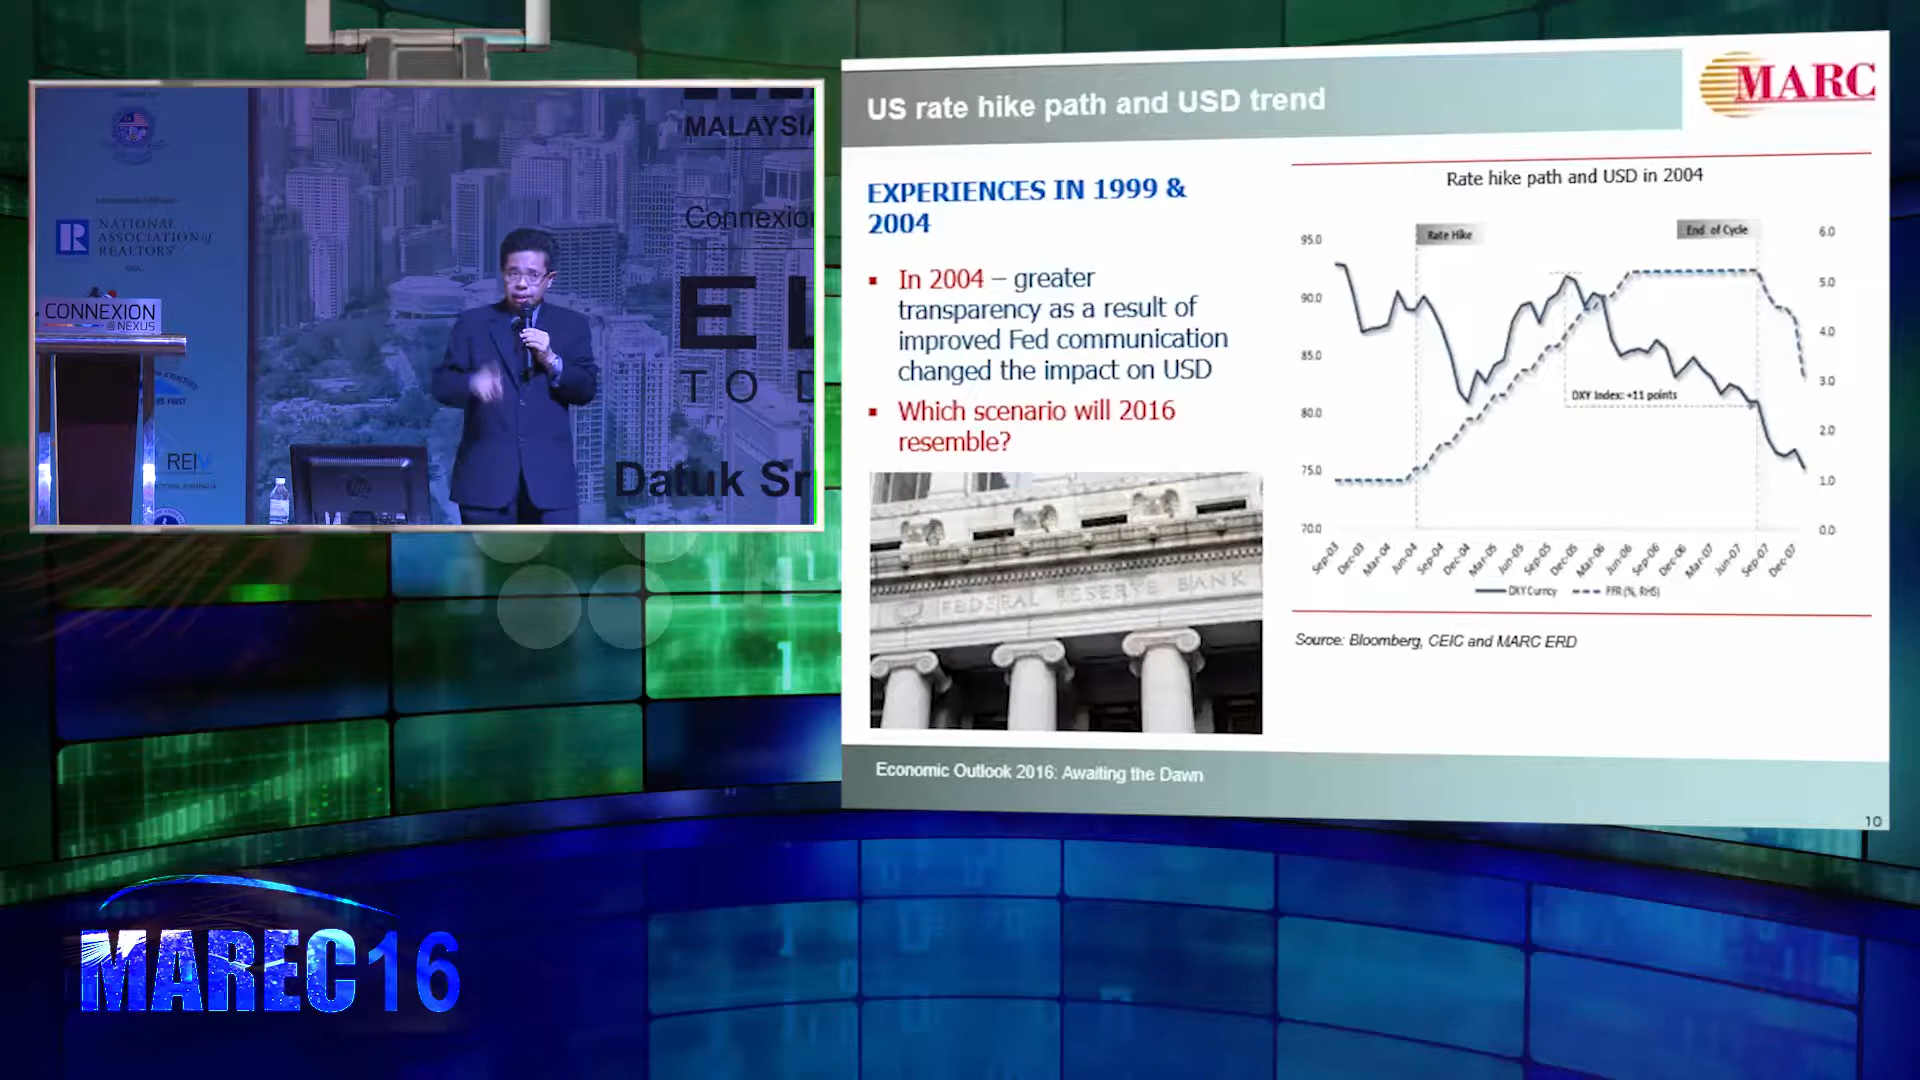 MALAYSIA
NATIONAL
ASSOCIATION of
REALTORS
Connexion
CONNEXION
@ NEXUS
TO
REI
Datuk Sr
MARC
US rate hike path and USD trend
EXPERIENCES IN 1999 &
2004
In 2004 – greater
transparency as a result of
improved Fed communication
changed the impact on USD
Which scenario will 2016
resemble?
FEDERAL RESERVE BANK
Rate hike path and USD in 2004
Rate Hike
End of Cycle
95.0
90.0
85.0
80.0
75.0
70.0
6.0
5.0
4.0
3.0
2.0
1.0
0.0
DXY Index: +11 points
Sep-03 Dec-03 Mar-04 Jun-04 Sep-04 Dec-04 Mar-05 Jun-05 Sep-05 Dec-05 Mar-06 Jun-06 Sep-06 Dec-06 Mar-07 Jun-07 Sep-07 Dec-07
DXY Curncy FFR (%, RHS)
Source: Bloomberg, CEIC and MARC ERD
Economic Outlook 2016: Awaiting the Dawn
10
MAREC16